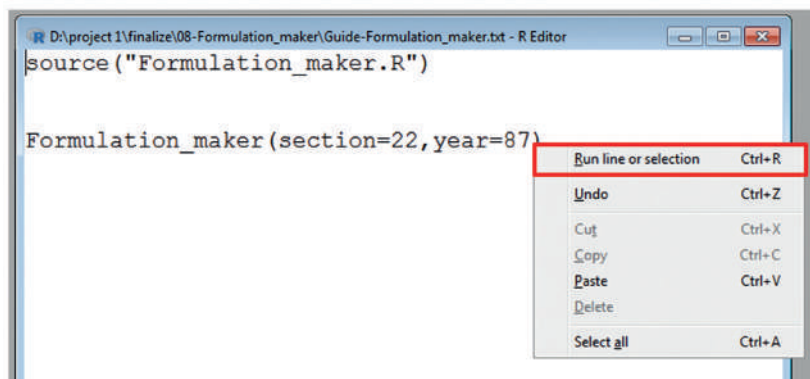 D:\project 1\finalize\08-Formulation_maker\Guide-Formulation_maker.txt - R Editor
source("Formulation_maker.R")
Formulation_maker(section=22,year=87)
Run line or selection Ctrl+R
Undo Ctrl+Z
Cut Ctrl+X
Copy Ctrl+C
Paste Ctrl+V
Delete
Select all Ctrl+A